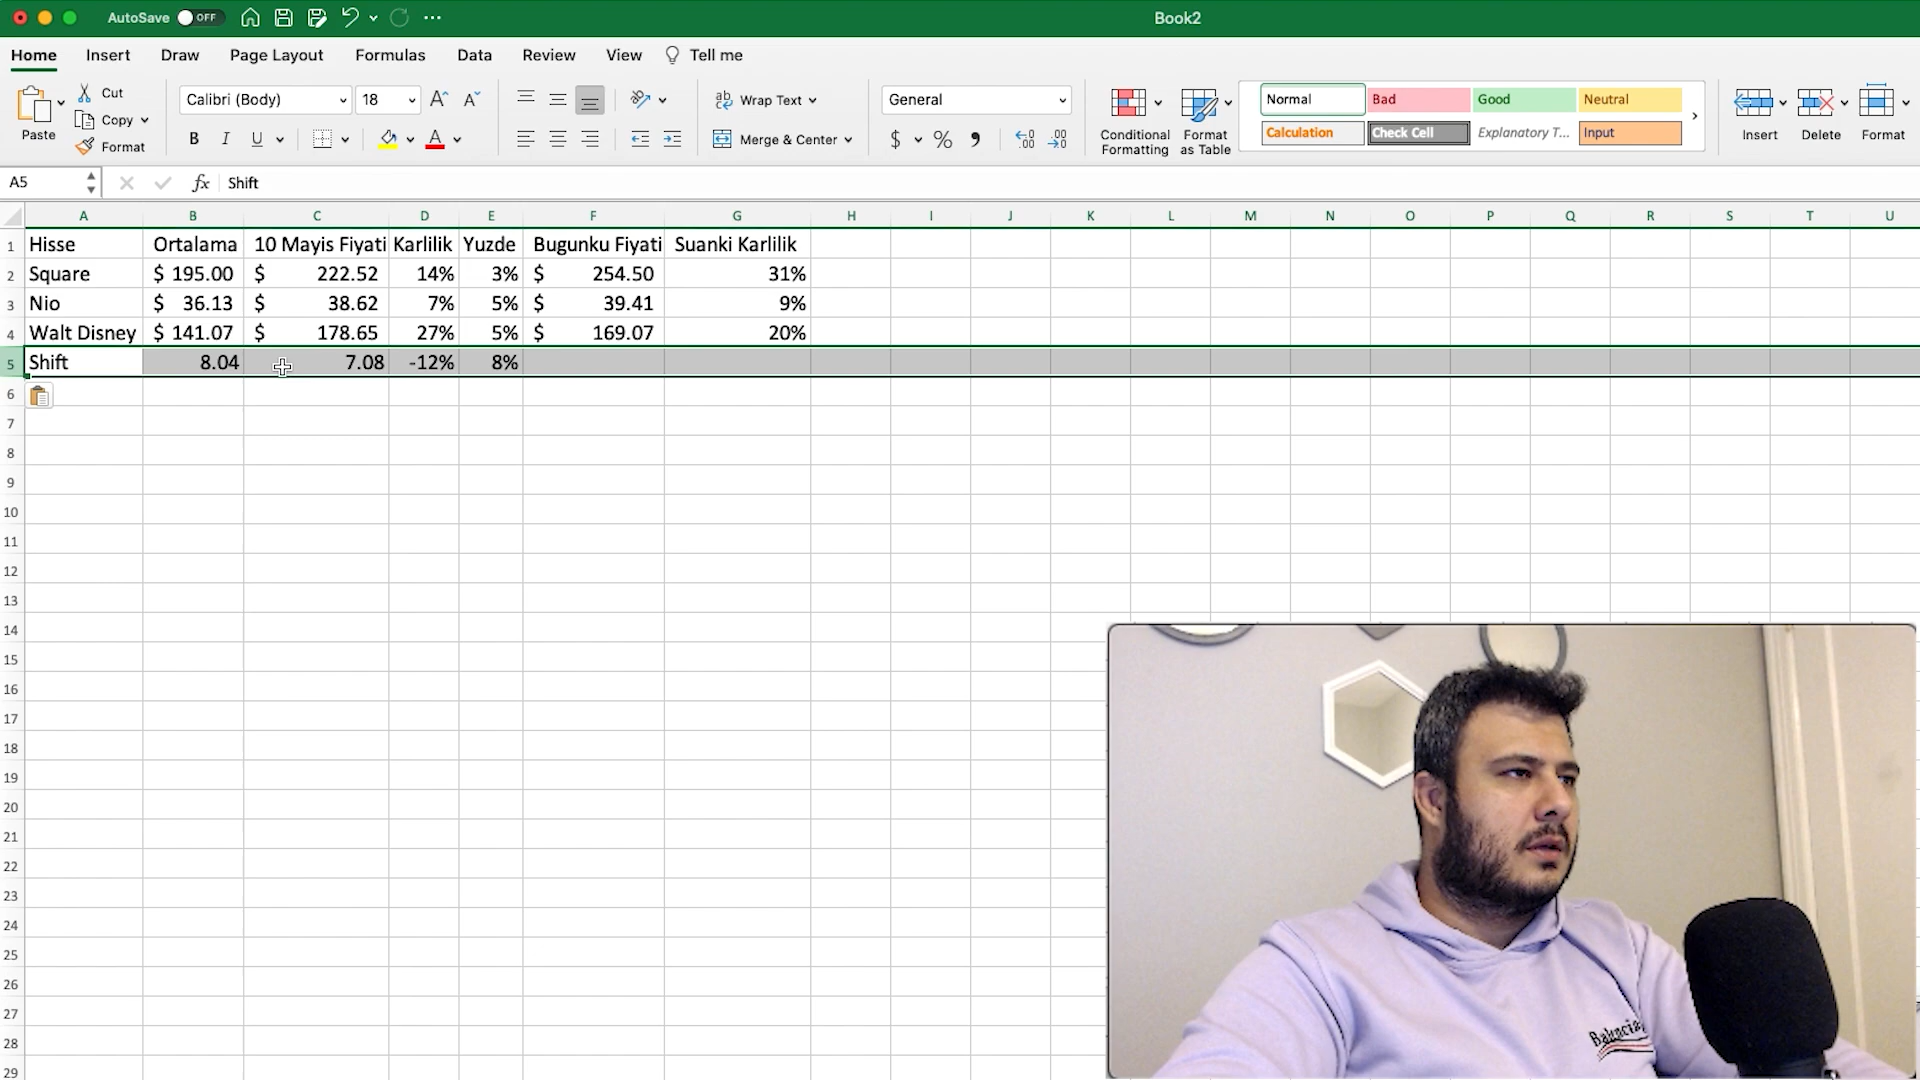 AutoSave OFF Book2
Home Insert Draw Page Layout Formulas Data Review View Tell me
Paste Cut Copy Format
Calibri (Body) 18
B I U A
Wrap Text
Merge & Center
General
$ % ,
Conditional Formatting
Format as Table
Normal Bad Good Neutral
Calculation Check Cell Explanatory T... Input
Insert Delete Format
A5 fx Shift
A B C D E F G H I J K L M N O P Q R S T U
1 Hisse Ortalama 10 Mayis Fiyati Karlilik Yuzde Bugunku Fiyati Suanki Karlilik
2 Square $ 195.00 $ 222.52 14% 3% $ 254.50 31%
3 Nio $ 36.13 $ 38.62 7% 5% $ 39.41 9%
4 Walt Disney $ 141.07 $ 178.65 27% 5% $ 169.07 20%
5 Shift 8.04 7.08 -12% 8%
6
7
8
9
10
11
12
13
14
15
16
17
18
19
20
21
22
23
24
25
26
27
28
29